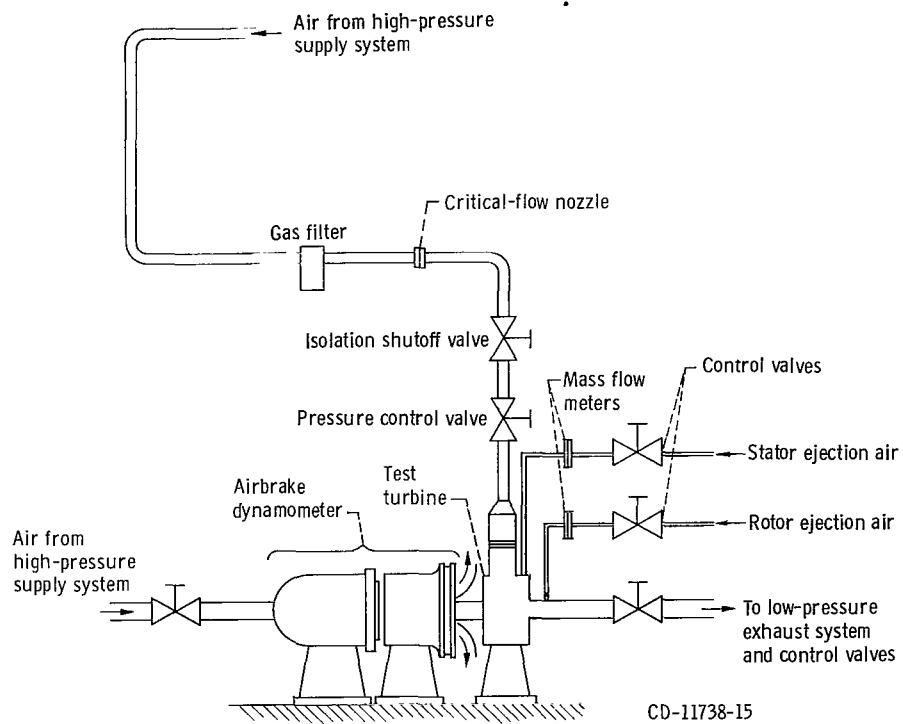 Air from high-pressure
supply system
Critical-flow nozzle
Gas filter
Isolation shutoff valve
Mass flow
meters
Control valves
Pressure control valve
Stator ejection air
Airbrake
dynamometer
Test
turbine
Rotor ejection air
Air from
high-pressure
supply system
To low-pressure
exhaust system
and control valves
CD-11738-15